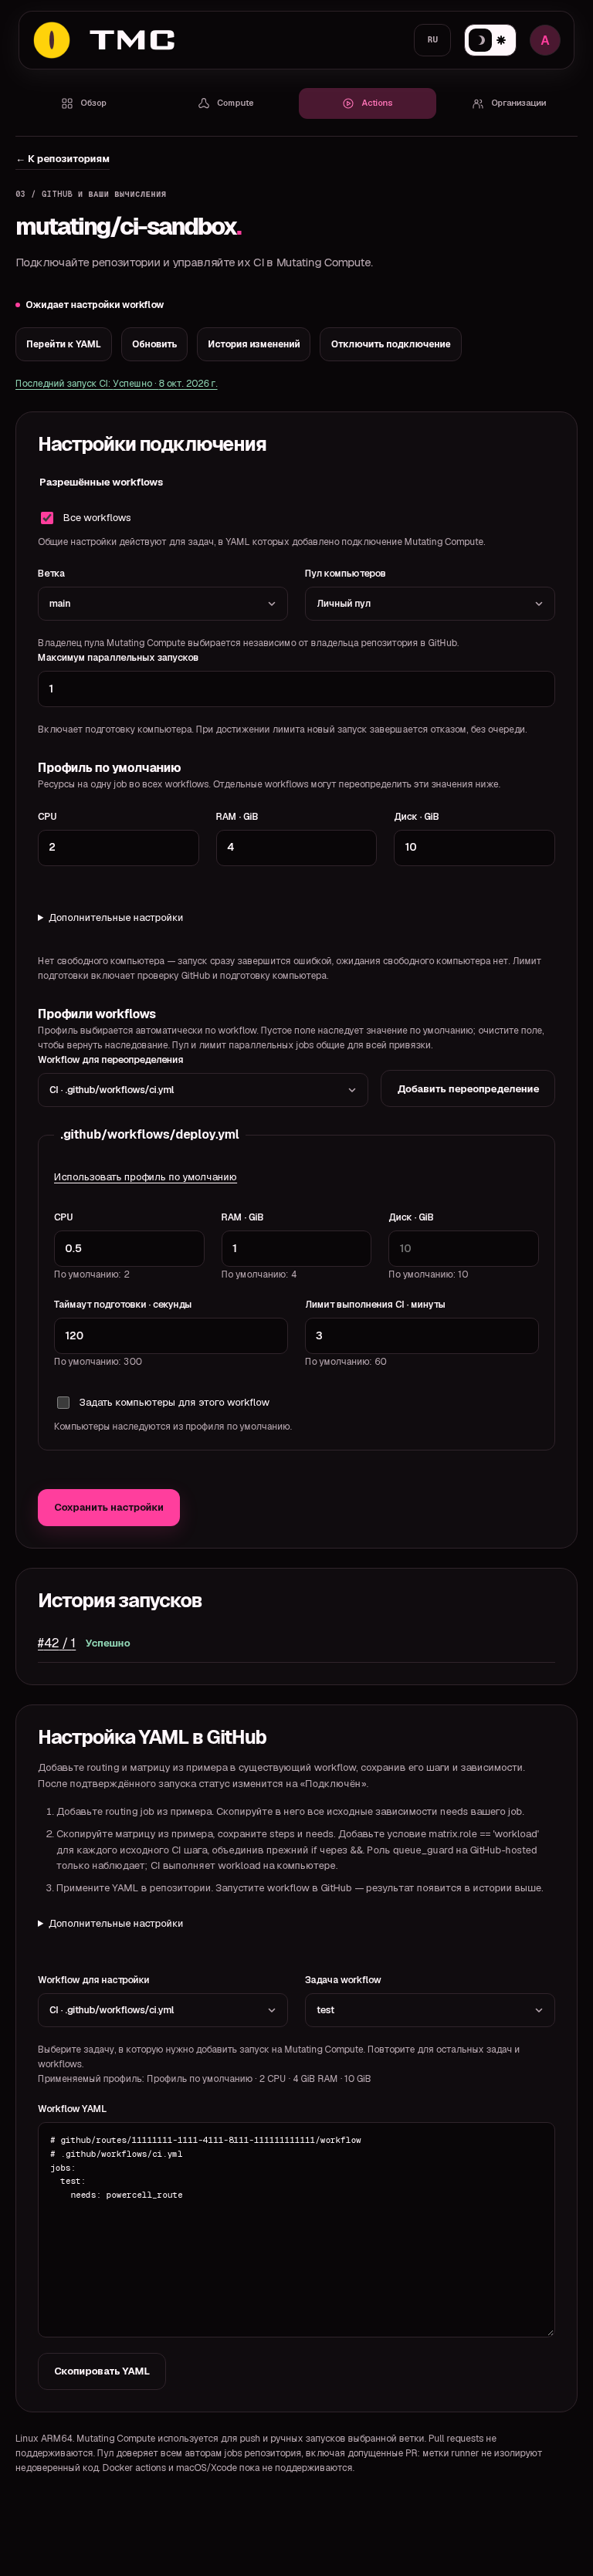 TMC
RU
A
Обзор
Compute
Actions
Организации
← К репозиториям
03 / GITHUB И ВАШИ ВЫЧИСЛЕНИЯ
mutating/ci-sandbox.
Подключайте репозитории и управляйте их CI в Mutating Compute.
Ожидает настройки workflow
Перейти к YAML
Обновить
История изменений
Отключить подключение
Последний запуск CI: Успешно · 8 окт. 2026 г.
Настройки подключения
Разрешённые workflows
Все workflows
Общие настройки действуют для задач, в YAML которых добавлено подключение Mutating Compute.
Ветка
Пул компьютеров
main
Личный пул
Владелец пула Mutating Compute выбирается независимо от владельца репозитория в GitHub.
Максимум параллельных запусков
1
Включает подготовку компьютера. При достижении лимита новый запуск завершается отказом, без очереди.
Профиль по умолчанию
Ресурсы на одну job во всех workflows. Отдельные workflows могут переопределить эти значения ниже.
CPU
RAM · GiB
Диск · GiB
2
4
10
Дополнительные настройки
Нет свободного компьютера — запуск сразу завершится ошибкой, ожидания свободного компьютера нет. Лимит
подготовки включает проверку GitHub и подготовку компьютера.
Профили workflows
Профиль выбирается автоматически по workflow. Пустое поле наследует значение по умолчанию; очистите поле,
чтобы вернуть наследование. Пул и лимит параллельных jobs общие для всей привязки.
Workflow для переопределения
CI · .github/workflows/ci.yml
Добавить переопределение
.github/workflows/deploy.yml
Использовать профиль по умолчанию
CPU
RAM · GiB
Диск · GiB
0.5
1
10
По умолчанию: 2
По умолчанию: 4
По умолчанию: 10
Таймаут подготовки · секунды
Лимит выполнения CI · минуты
120
3
По умолчанию: 300
По умолчанию: 60
Задать компьютеры для этого workflow
Компьютеры наследуются из профиля по умолчанию.
Сохранить настройки
История запусков
#42 / 1
Успешно
Настройка YAML в GitHub
Добавьте routing и матрицу из примера в существующий workflow, сохранив его шаги и зависимости.
После подтверждённого запуска статус изменится на «Подключён».
1. Добавьте routing job из примера. Скопируйте в него все исходные зависимости needs вашего job.
2. Скопируйте матрицу из примера, сохраните steps и needs. Добавьте условие matrix.role == 'workload'
для каждого исходного CI шага, объединив прежний if через &&. Роль queue_guard на GitHub-hosted
только наблюдает; CI выполняет workload на компьютере.
3. Примените YAML в репозитории. Запустите workflow в GitHub — результат появится в истории выше.
Дополнительные настройки
Workflow для настройки
Задача workflow
CI · .github/workflows/ci.yml
test
Выберите задачу, в которую нужно добавить запуск на Mutating Compute. Повторите для остальных задач и
workflows.
Применяемый профиль: Профиль по умолчанию · 2 CPU · 4 GiB RAM · 10 GiB
Workflow YAML
# github/routes/11111111-1111-4111-8111-111111111111/workflow
# .github/workflows/ci.yml
jobs:
test:
needs: powercell_route
Скопировать YAML
Linux ARM64. Mutating Compute используется для push и ручных запусков выбранной ветки. Pull requests не
поддерживаются. Пул доверяет всем авторам jobs репозитория, включая допущенные PR: метки runner не изолируют
недоверенный код. Docker actions и macOS/Xcode пока не поддерживаются.